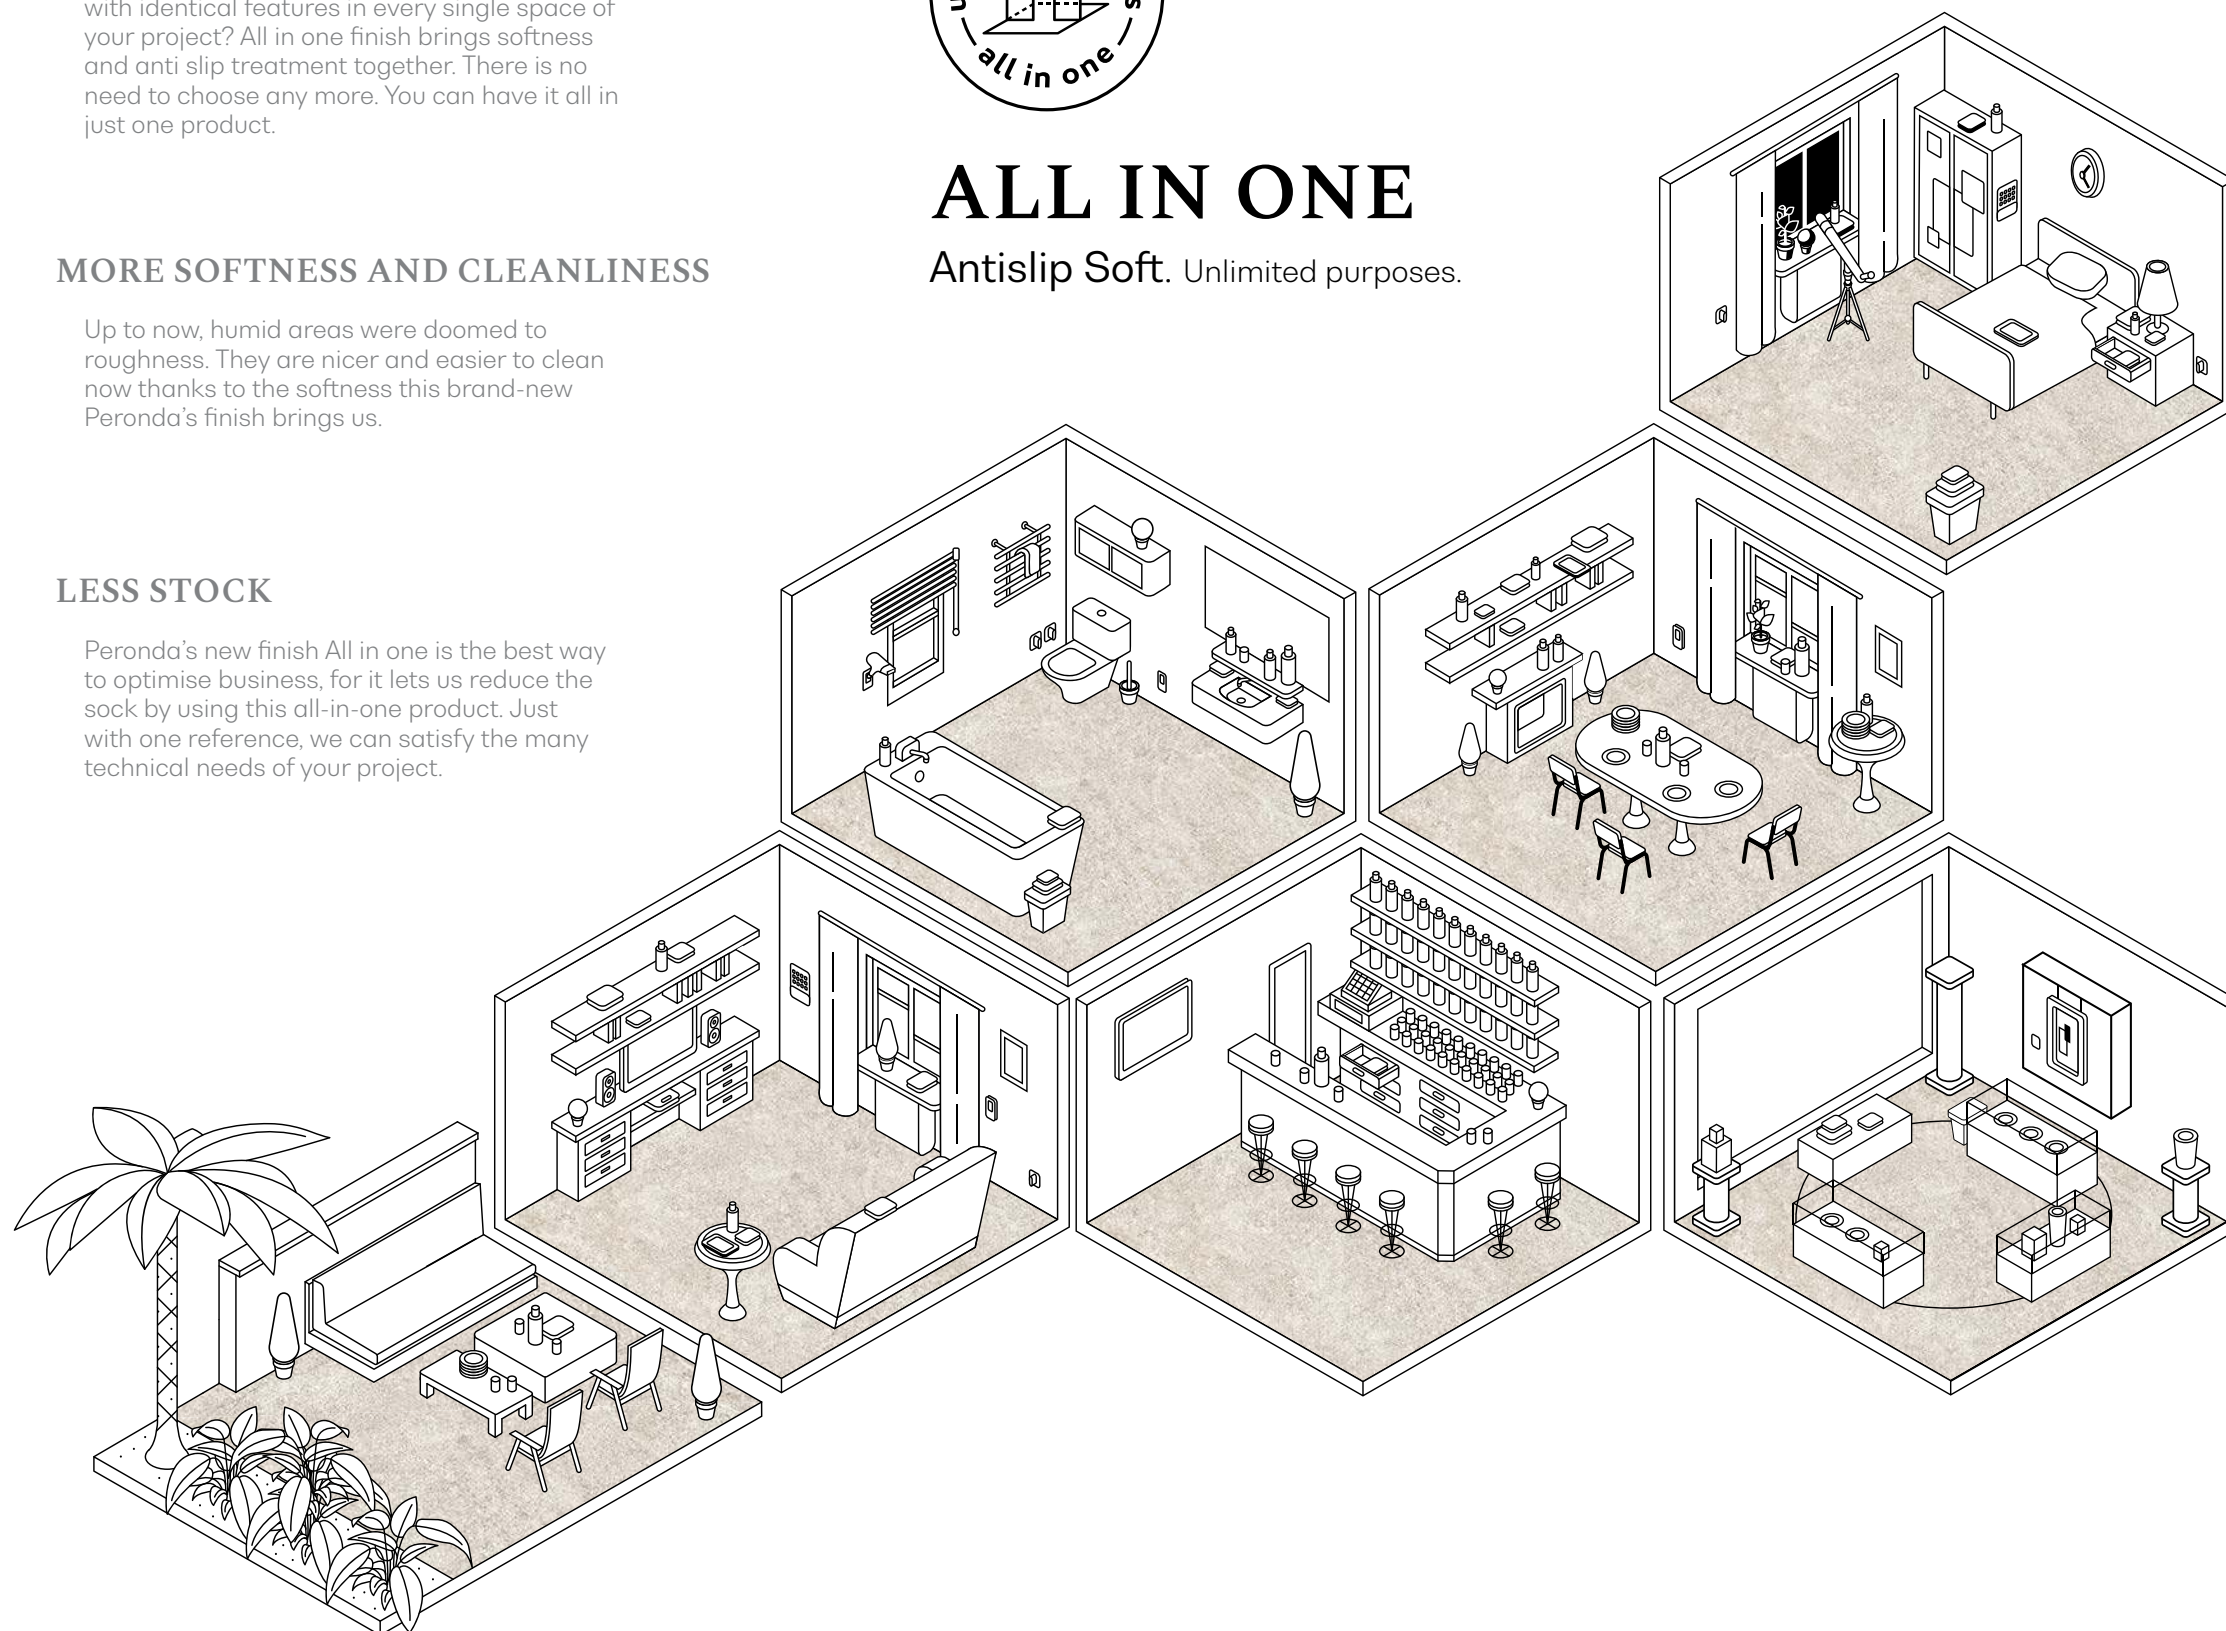 with identical features in every single space of
your project? All in one finish brings softness
and anti slip treatment together. There is no
need to choose any more. You can have it all in
just one product.
MORE SOFTNESS AND CLEANLINESS
Up to now, humid areas were doomed to
roughness. They are nicer and easier to clean
now thanks to the softness this brand-new
Peronda’s finish brings us.
LESS STOCK
Peronda’s new finish All in one is the best way
to optimise business, for it lets us reduce the
sock by using this all-in-one product. Just
with one reference, we can satisfy the many
technical needs of your project.
all in one
ALL IN ONE
Antislip Soft. Unlimited purposes.